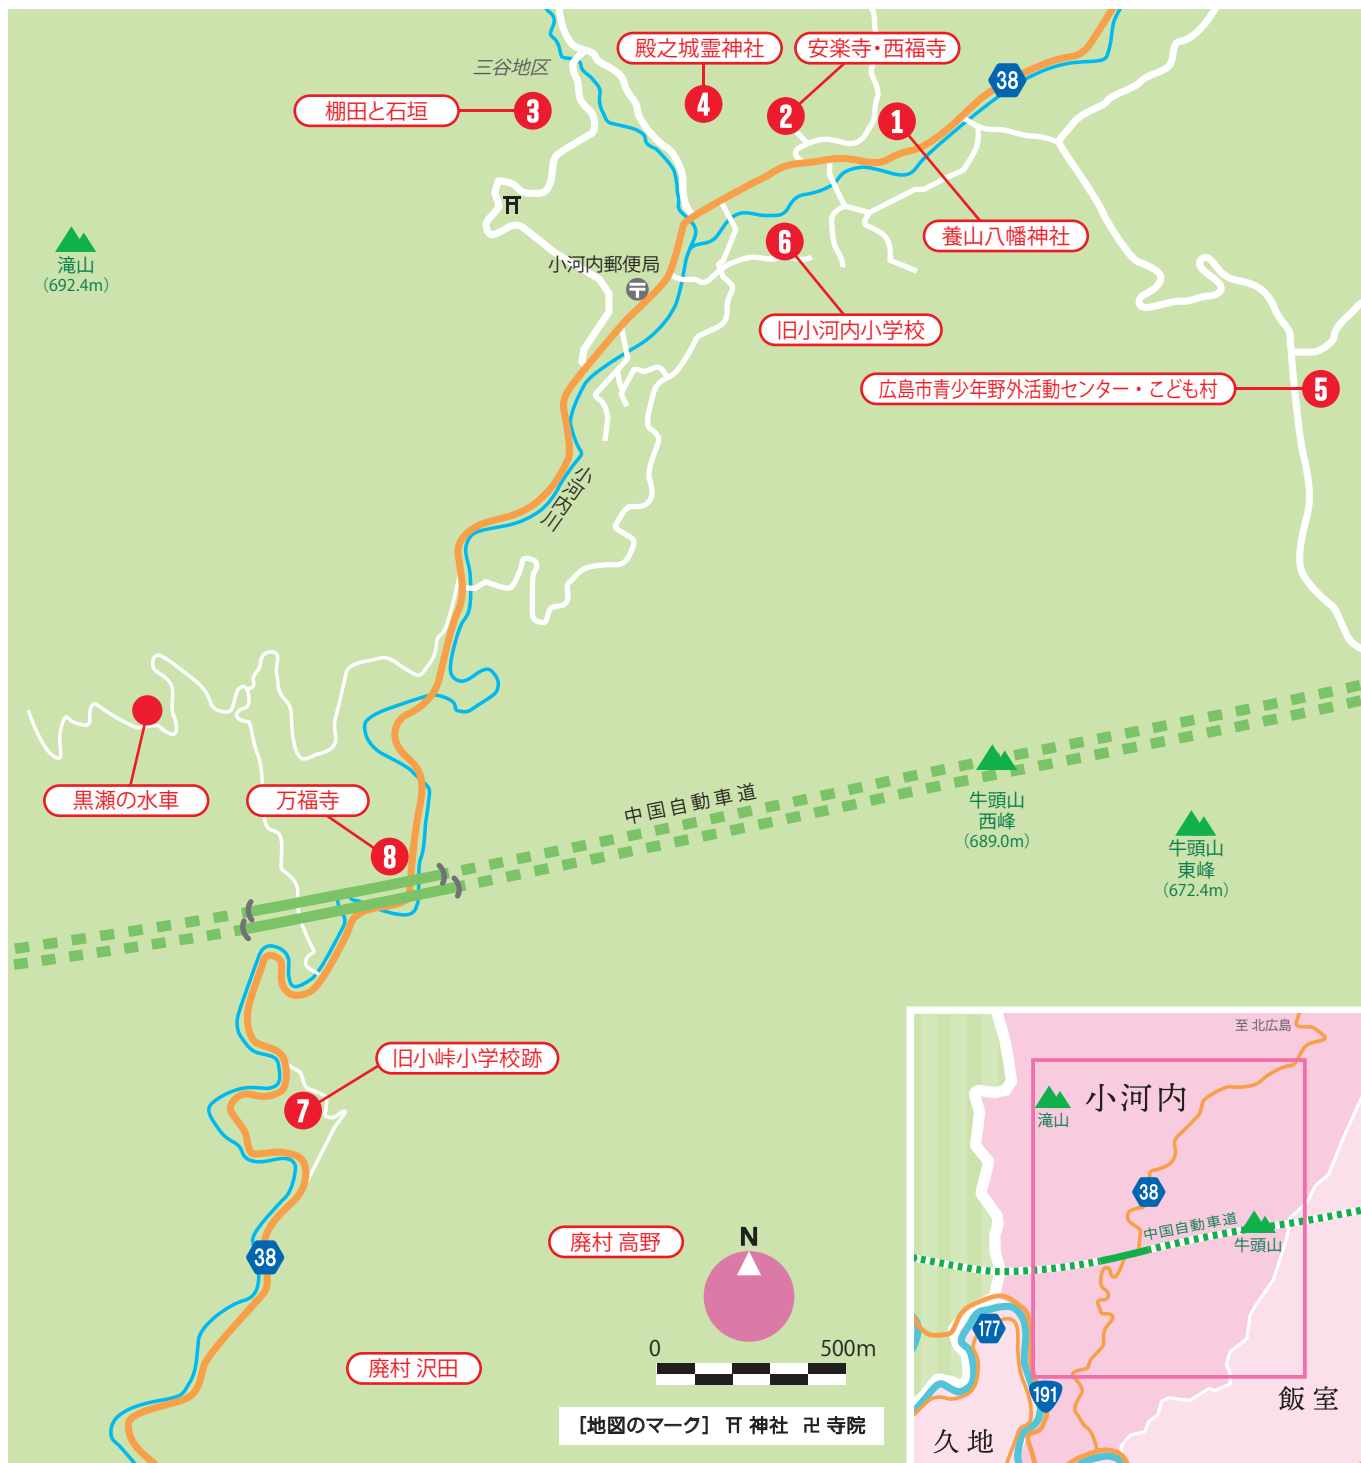 殿之城霊神社
安楽寺・西福寺
三谷地区
38
棚田と石垣
3
4
2
1
滝山
(692.4m)
小河内郵便局
6
養山八幡神社
旧小河内小学校
広島市青少年野外活動センター・こども村
5
小河内川
黒瀬の水車
万福寺
8
中国自動車道
牛頭山
西峰
(689.0m)
牛頭山
東峰
(672.4m)
旧小峠小学校跡
7
38
廃村 高野
廃村 沢田
N
0
500m
[地図のマーク] 神社 卍 寺院
至 北広島
滝山
小河内
38
中国自動車道
牛頭山
177
191
飯室
久地